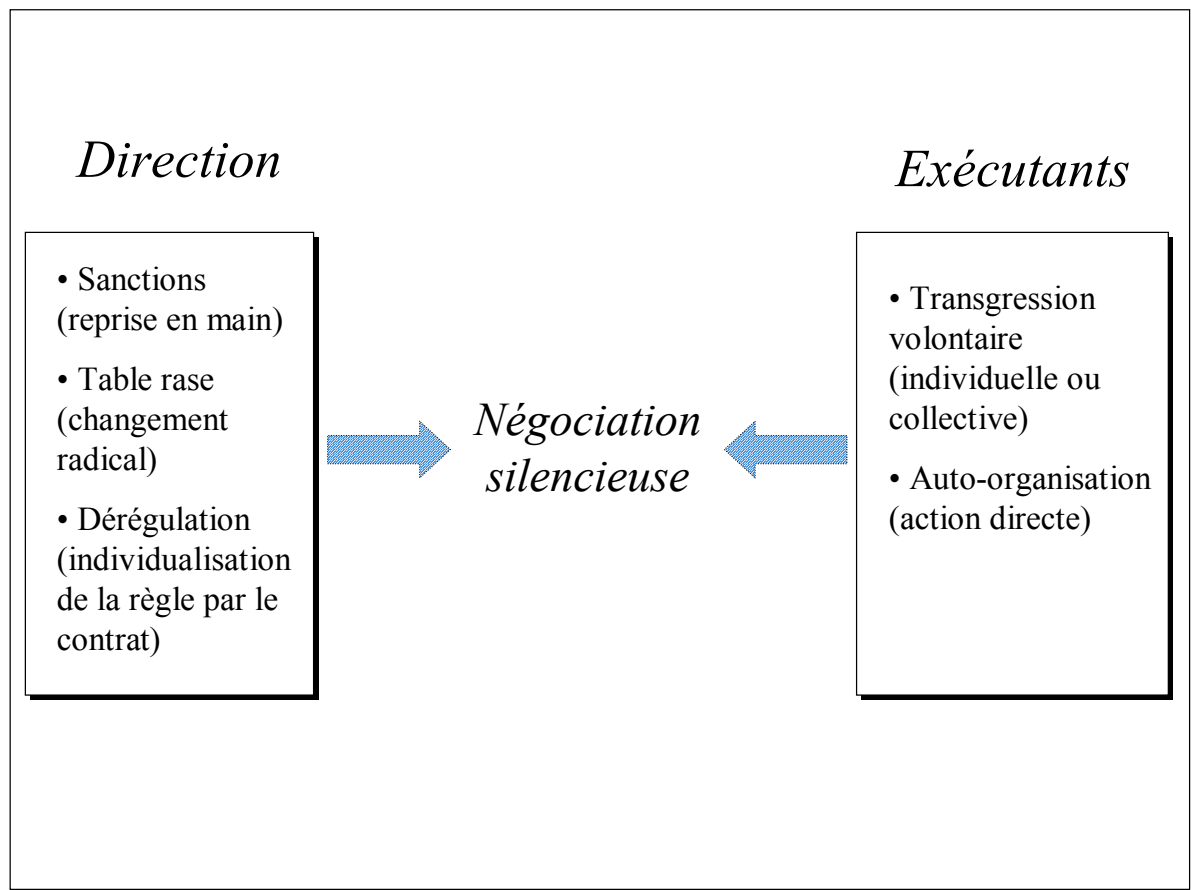 Direction
• Sanctions
(reprise en main)
• Table rase
(changement
radical)
• Dérégulation
(individualisation
de la règle par le
contrat)
Négociation
silencieuse
Exécutants
• Transgression
volontaire
(individuelle ou
collective)
• Auto-organisation
(action directe)